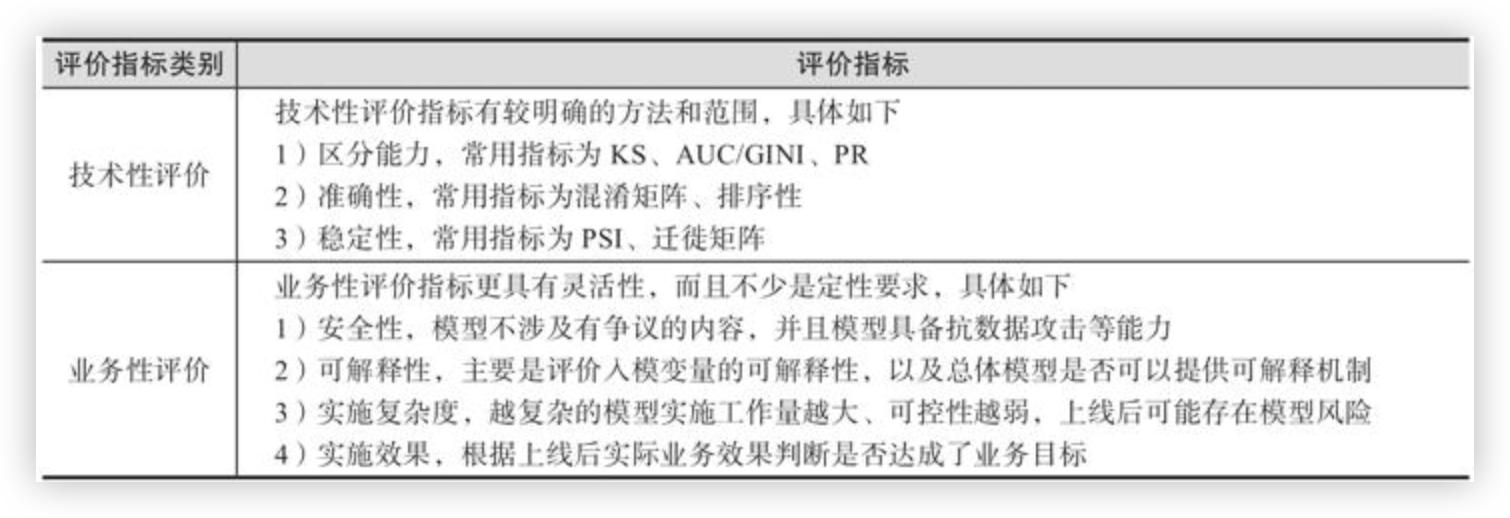 评价指标类别
评价指标
技术性评价
技术性评价指标有较明确的方法和范围，具体如下
1）区分能力，常用指标为 KS、AUC/GINI、PR
2）准确性，常用指标为混淆矩阵、排序性
3）稳定性，常用指标为 PSI、迁徙矩阵
业务性评价
业务性评价指标更具有灵活性，而且不少是定性要求，具体如下
1）安全性，模型不涉及有争议的内容，并且模型具备抗数据攻击等能力
2）可解释性，主要是评价入模变量的可解释性，以及总体模型是否可以提供可解释机制
3）实施复杂度，越复杂的模型实施工作量越大、可控性越弱，上线后可能存在模型风险
4）实施效果，根据上线后实际业务效果判断是否达成了业务目标